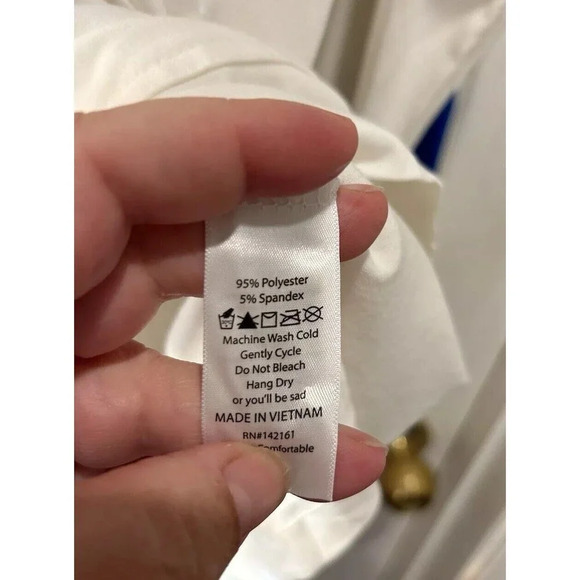 95% Polyester
5% Spandex
Machine Wash Cold
Gently Cycle
Do Not Bleach
Hang Dry
or you'll be sad
MADE IN VIETNAM
RN#142161
Comfortable